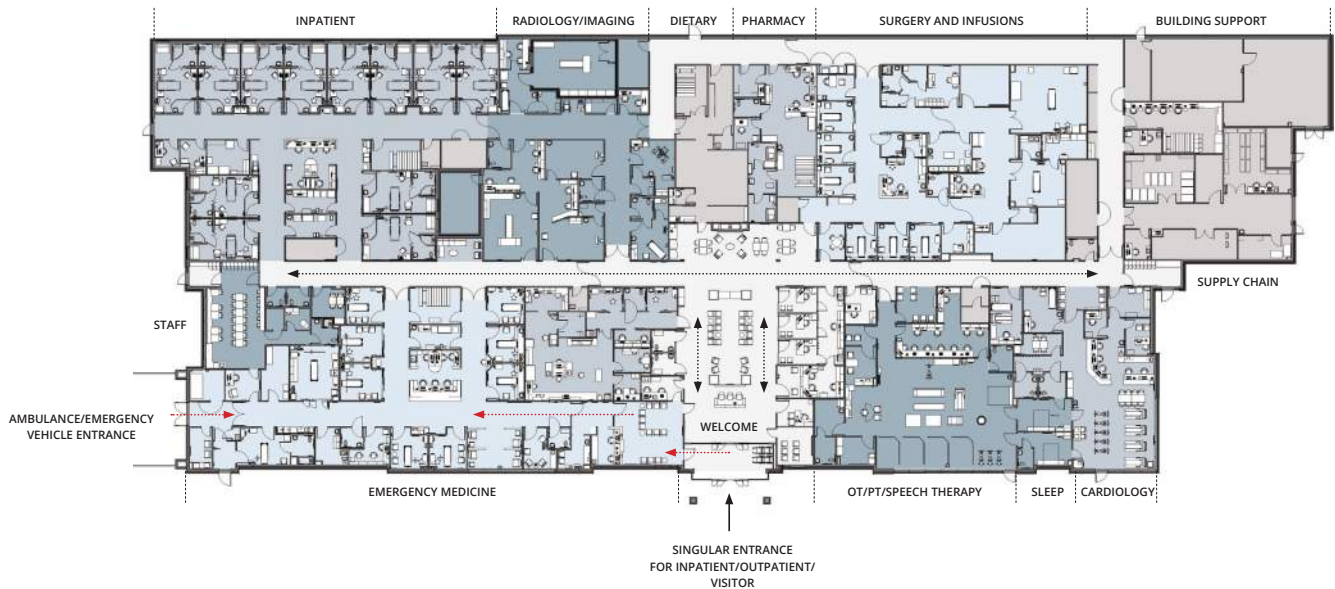 INPATIENT
RADIOLOGY/IMAGING
DIETARY
PHARMACY
SURGERY AND INFUSIONS
BUILDING SUPPORT
SUPPLY CHAIN
STAFF
AMBULANCE/EMERGENCY
VEHICLE ENTRANCE
WELCOME
EMERGENCY MEDICINE
OT/PT/SPEECH THERAPY
SLEEP
CARDIOLOGY
SINGULAR ENTRANCE
FOR INPATIENT/OUTPATIENT/
VISITOR